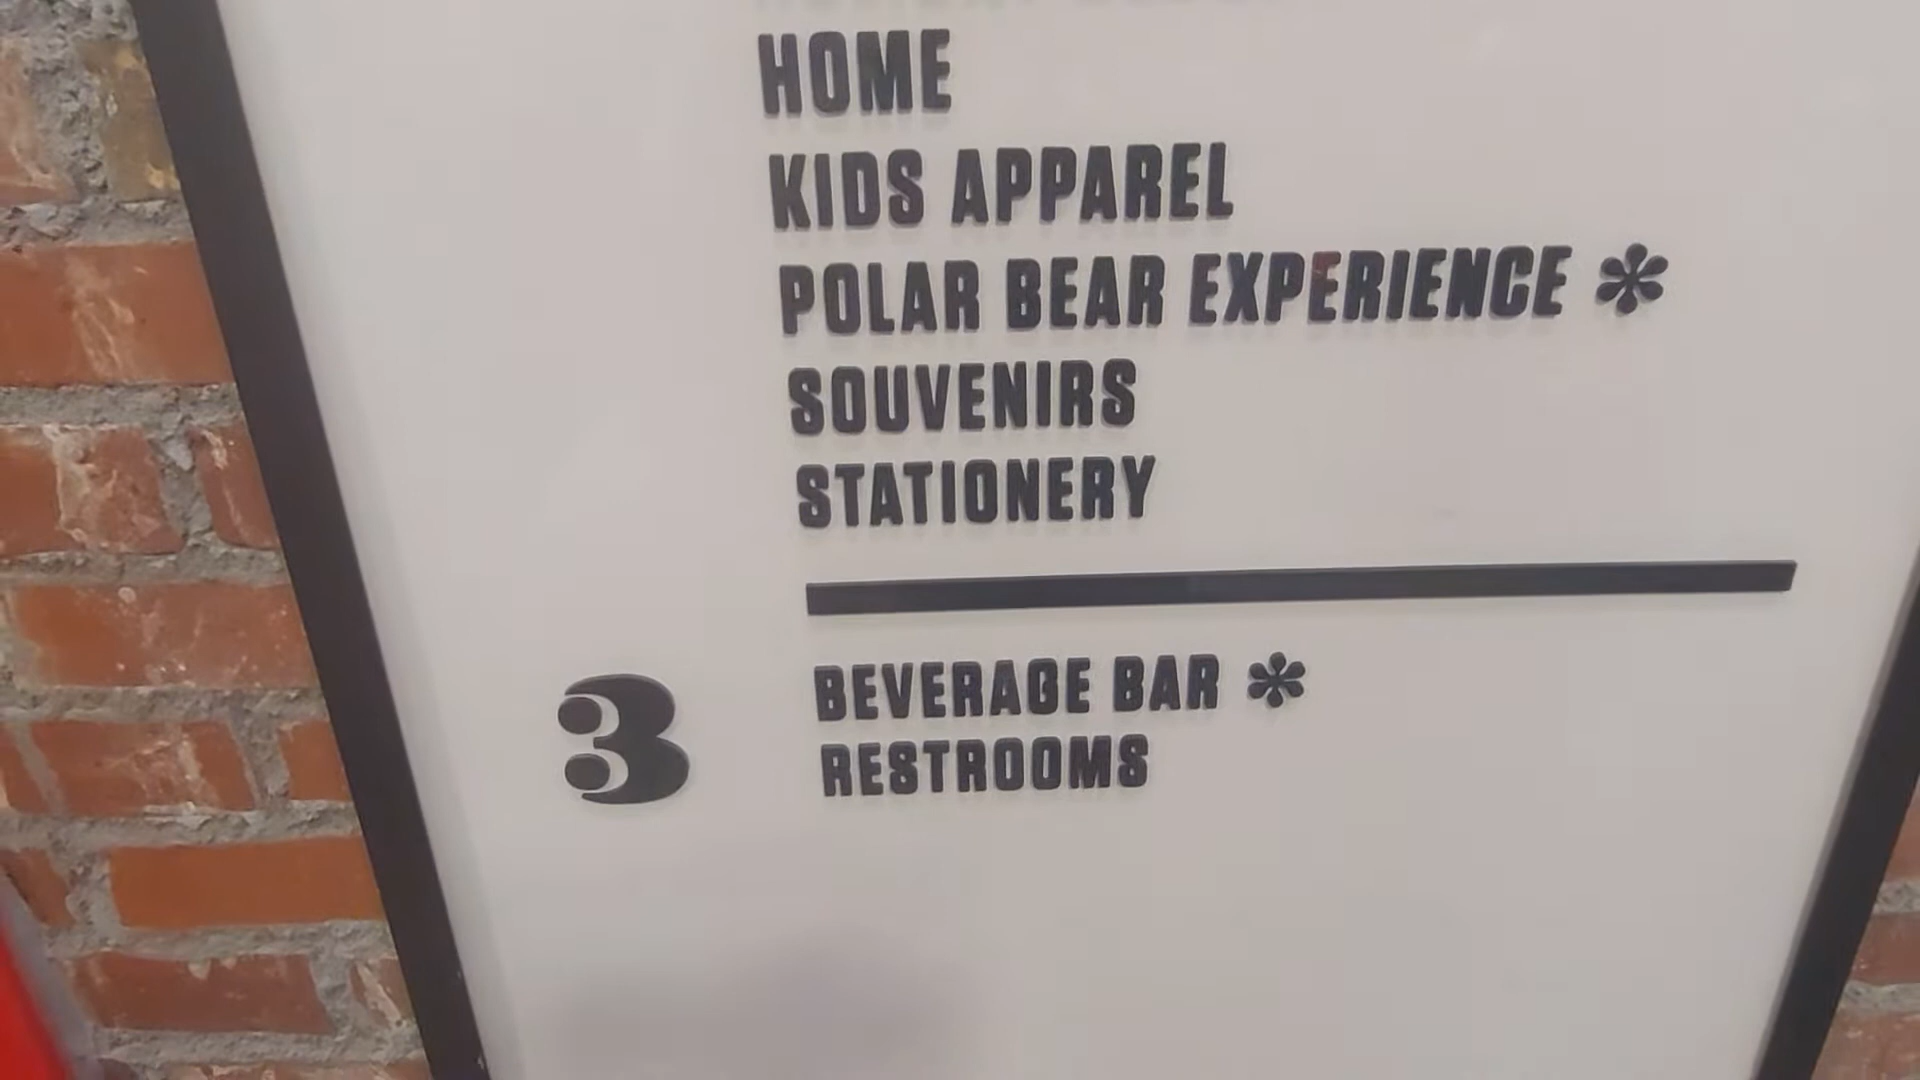 HOME
KIDS APPAREL
POLAR BEAR EXPERIENCE *
SOUVENIRS
STATIONERY
3 BEVERAGE BAR *
RESTROOMS